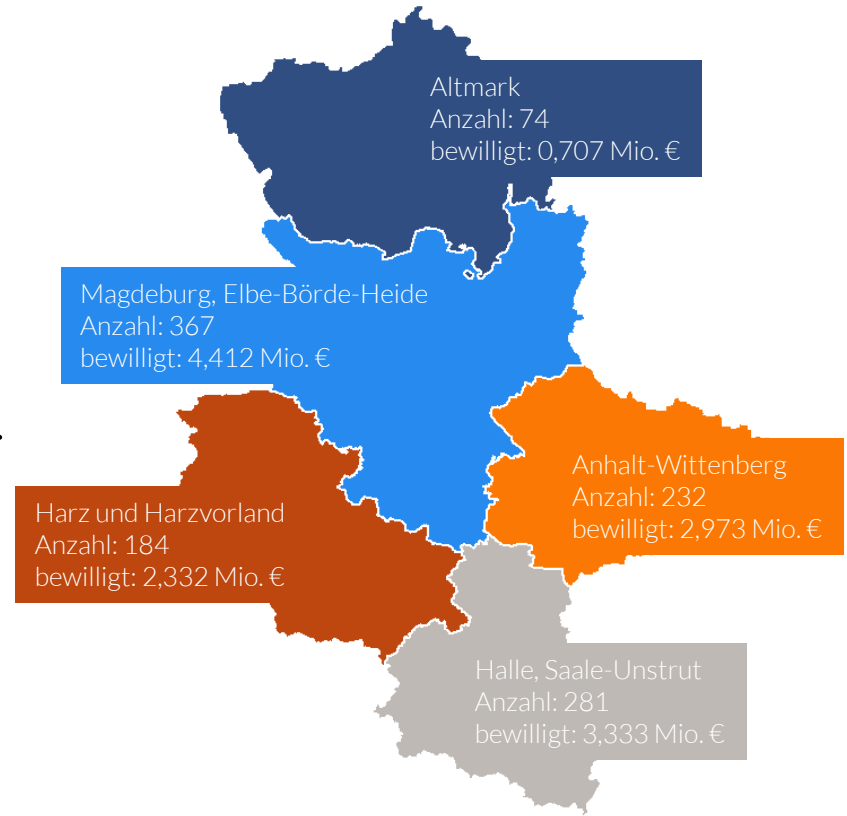 Altmark
Anzahl: 74
bewilligt: 0,707 Mio. €
Magdeburg, Elbe-Börde-Heide
Anzahl: 367
bewilligt: 4,412 Mio. €
Anhalt-Wittenberg
Anzahl: 232
bewilligt: 2,973 Mio. €
Harz und Harzvorland
Anzahl: 184
bewilligt: 2,332 Mio. €
Halle, Saale-Unstrut
Anzahl: 281
bewilligt: 3,333 Mio. €